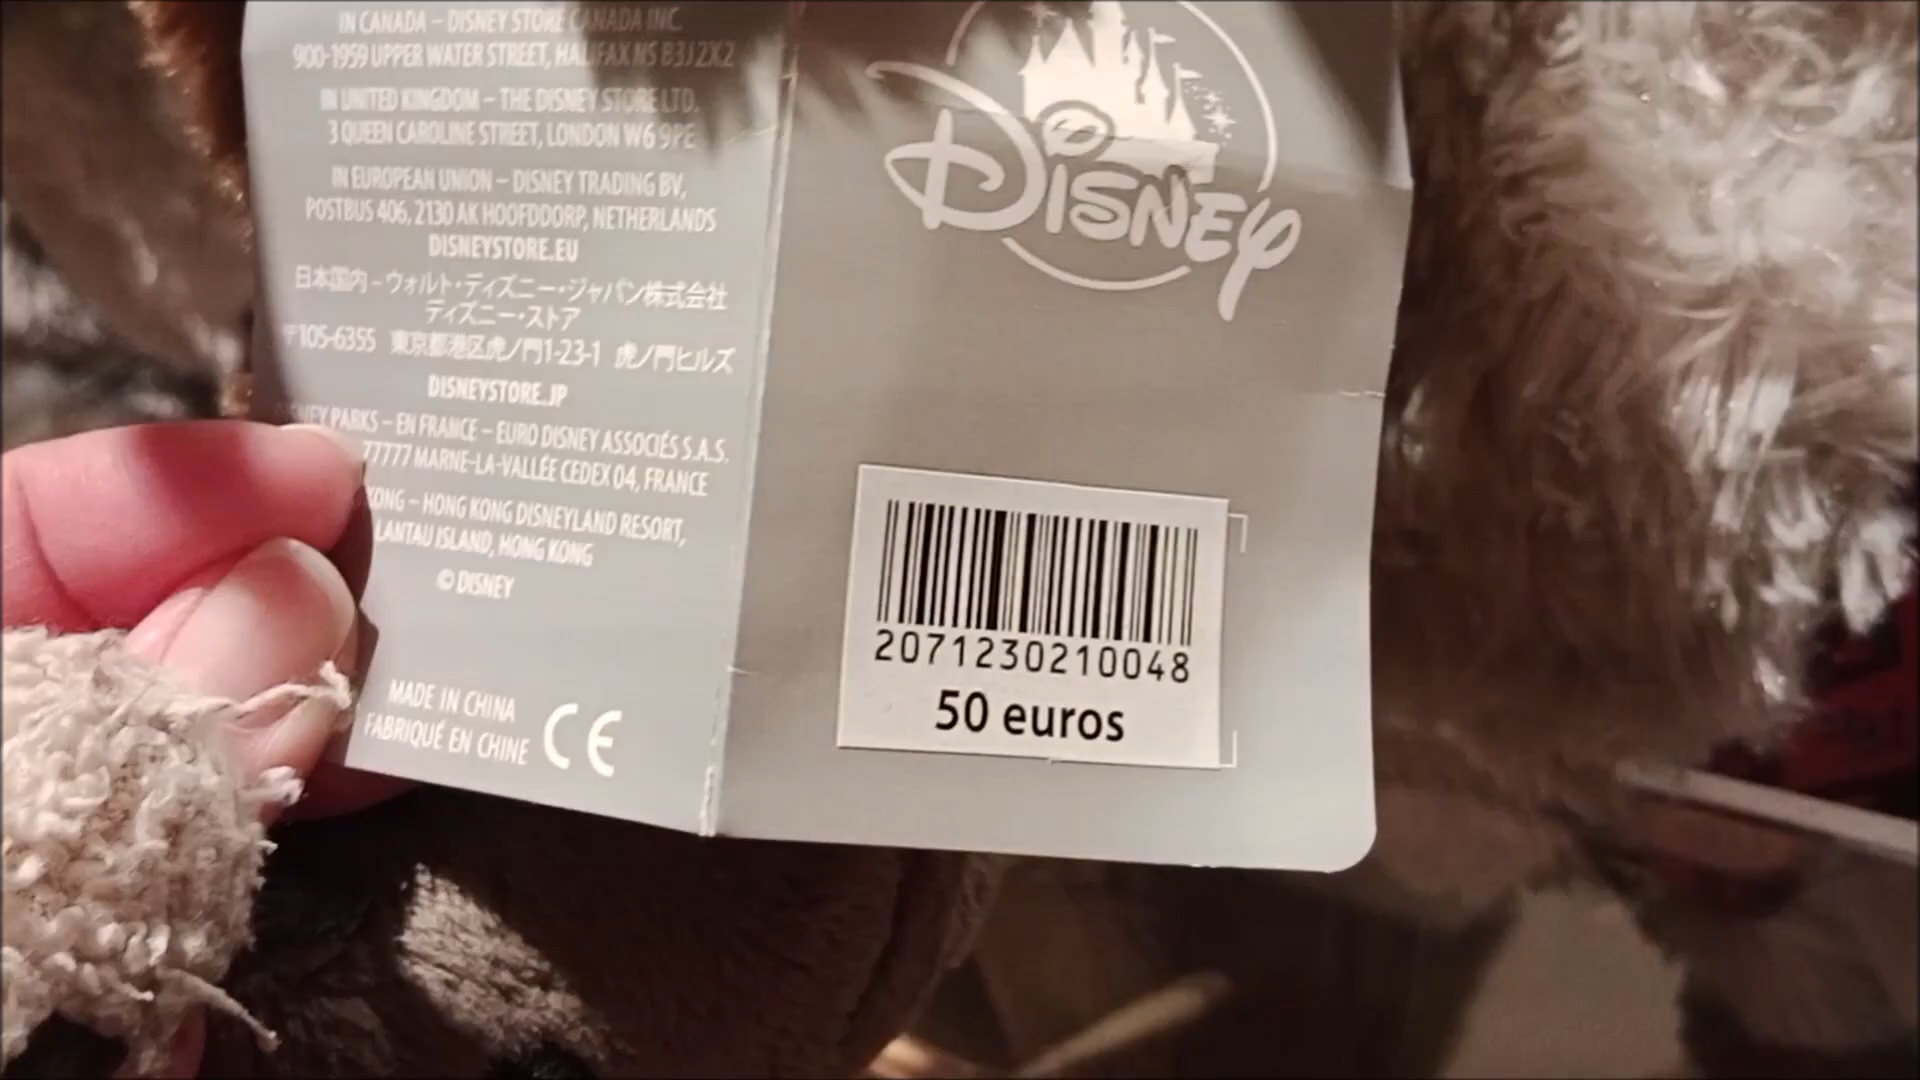 IN CANADA – DISNEY STORE CANADA INC.
900-1959 UPPER WATER STREET, HALIFAX NS B3J 2X2
IN UNITED KINGDOM – THE DISNEY STORE LTD.
3 QUEEN CAROLINE STREET, LONDON W6 9PE
IN EUROPEAN UNION – DISNEY TRADING BV,
POSTBUS 406, 2130 AK HOOFDDORP, NETHERLANDS
DISNEYSTORE.EU
日本国内–ウォルト・ディズニー・ジャパン株式会社
ディズニー・ストア
〒105-6355 東京都港区虎ノ門1-23-1 虎ノ門ヒルズ
DISNEYSTORE.JP
PARKS – EN FRANCE – EURO DISNEY ASSOCIÉS S.A.S.
77777 MARNE-LA-VALLÉE CEDEX 04, FRANCE
KONG – HONG KONG DISNEYLAND RESORT,
LANTAU ISLAND, HONG KONG
© DISNEY
MADE IN CHINA
FABRIQUÉ EN CHINE
CE
DISNEY
2071230210048
50 euros